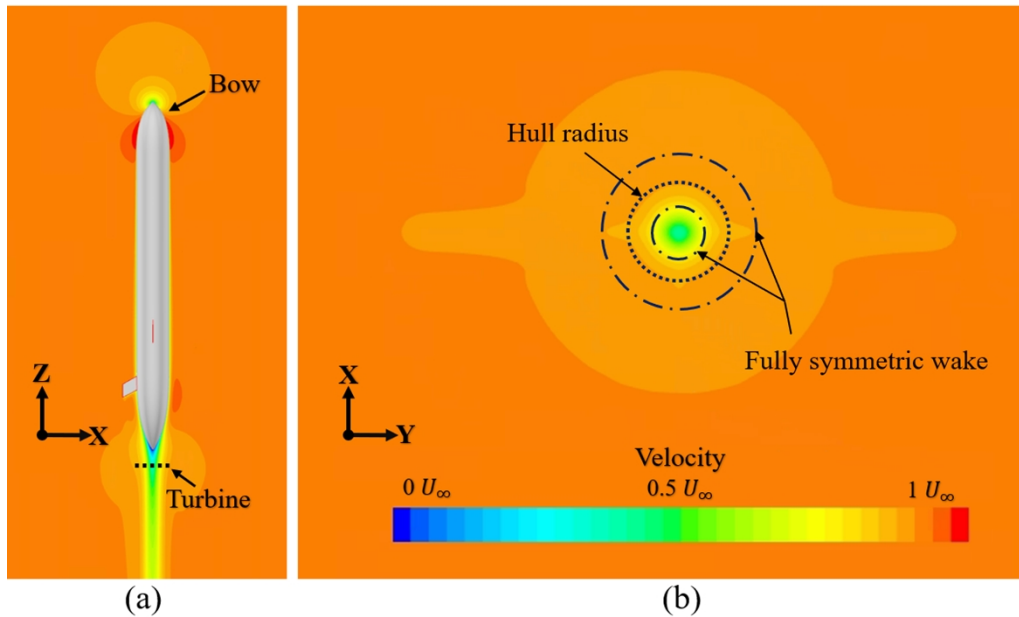 Bow
Z
X
Turbine
(a)
Hull radius
Fully symmetric wake
X
Y
Velocity
0 U∞ 0.5 U∞ 1 U∞
(b)